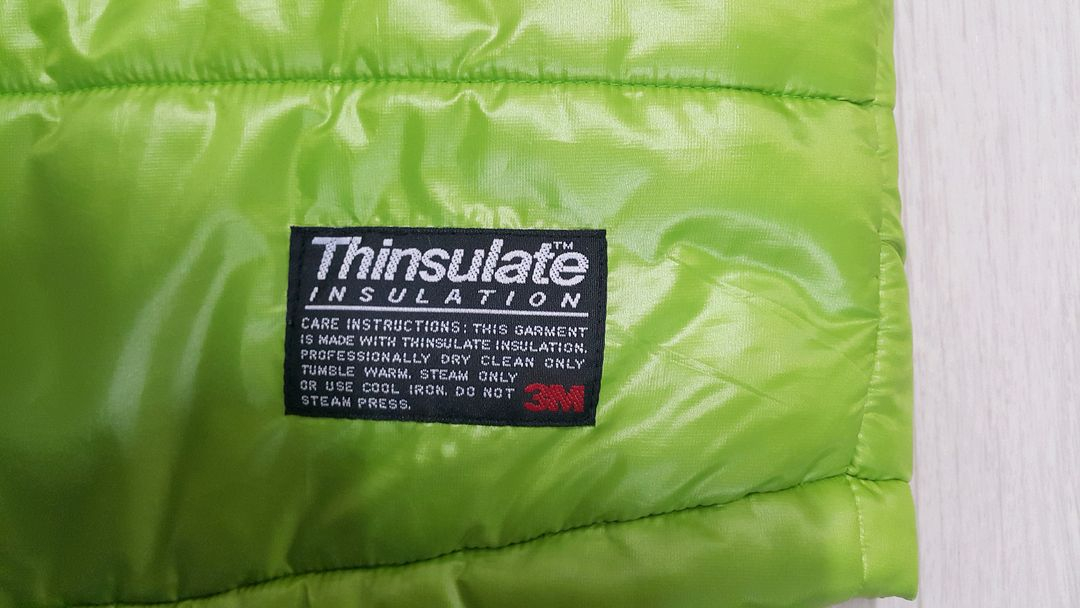 Thinsulate™
INSULATION
CARE INSTRUCTIONS: THIS GARMENT
IS MADE WITH THINSULATE INSULATION.
PROFESSIONALLY DRY CLEAN ONLY
TUMBLE WARM, STEAM ONLY
OR USE COOL IRON. DO NOT
STEAM PRESS.
3M